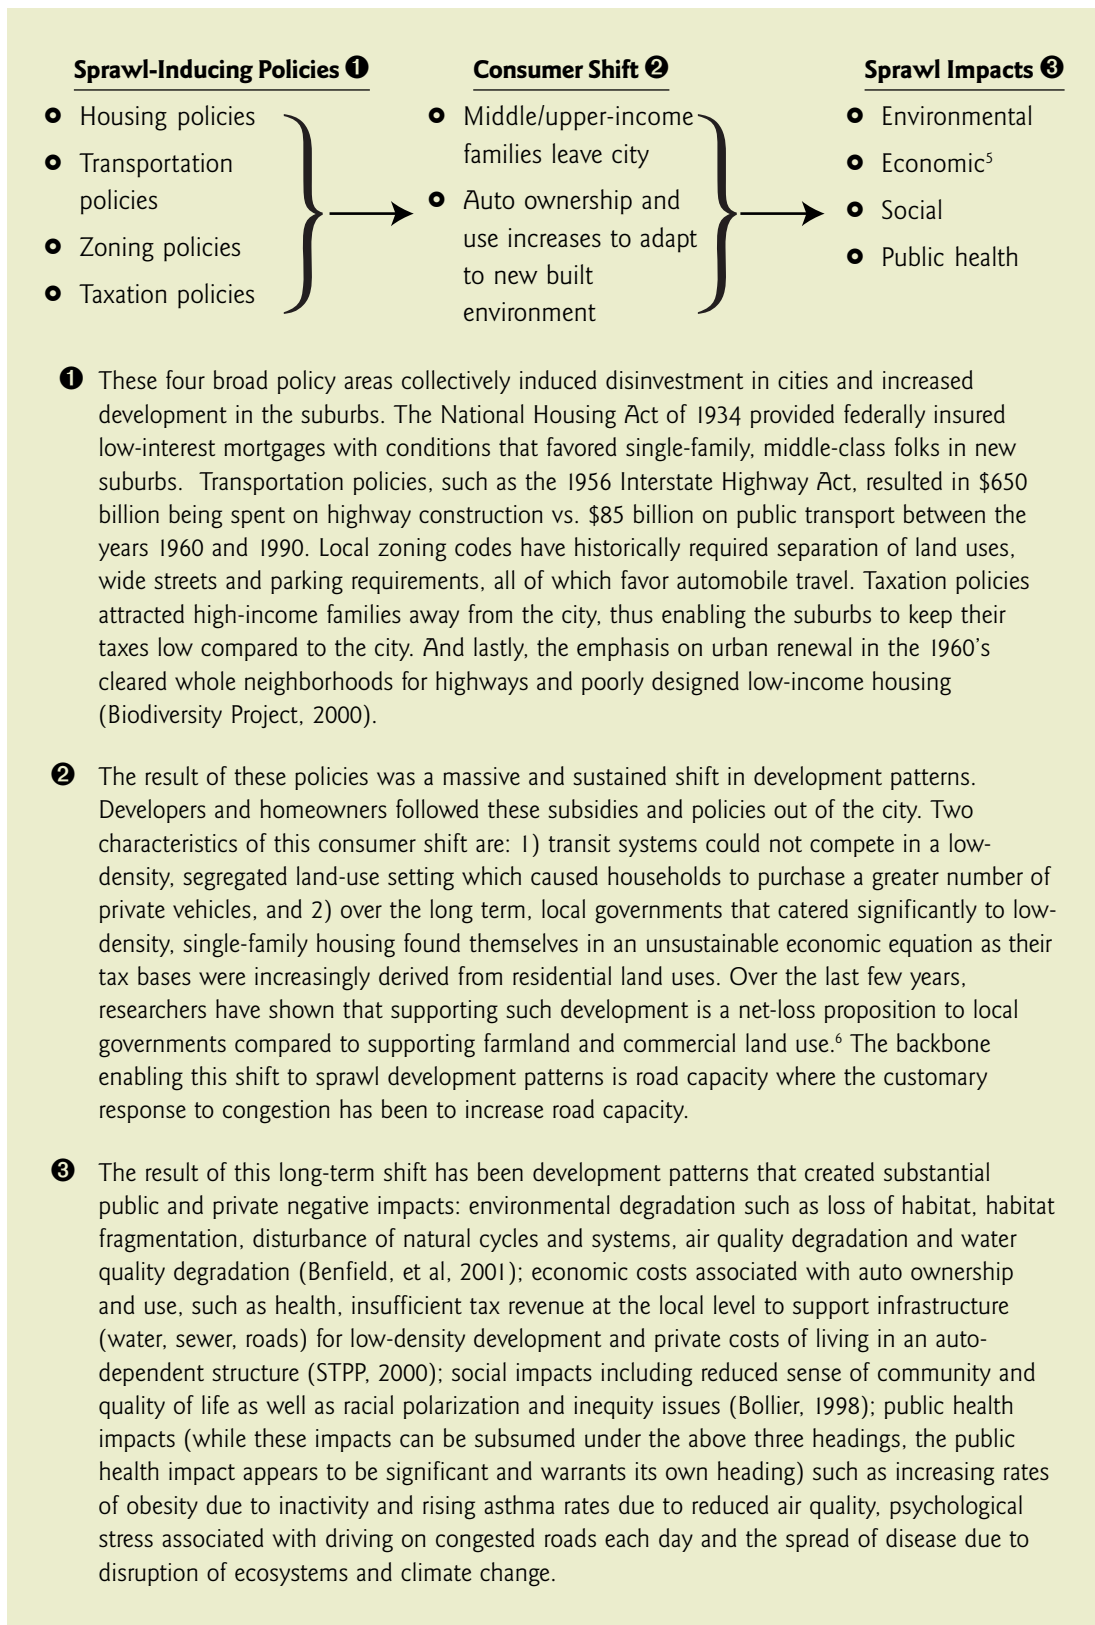 Sprawl-Inducing Policies ❶
Housing policies
Transportation
policies
Zoning policies
Taxation policies
Consumer Shift ❷
Middle/upper-income
families leave city
Auto ownership and
use increases to adapt
to new built
environment
Sprawl Impacts ❸
Environmental
Economic⁵
Social
Public health
❶ These four broad policy areas collectively induced disinvestment in cities and increased
development in the suburbs. The National Housing Act of 1934 provided federally insured
low-interest mortgages with conditions that favored single-family, middle-class folks in new
suburbs.  Transportation policies, such as the 1956 Interstate Highway Act, resulted in $650
billion being spent on highway construction vs. $85 billion on public transport between the
years 1960 and 1990. Local zoning codes have historically required separation of land uses,
wide streets and parking requirements, all of which favor automobile travel. Taxation policies
attracted high-income families away from the city, thus enabling the suburbs to keep their
taxes low compared to the city. And lastly, the emphasis on urban renewal in the 1960's
cleared whole neighborhoods for highways and poorly designed low-income housing
(Biodiversity Project, 2000).
❷ The result of these policies was a massive and sustained shift in development patterns.
Developers and homeowners followed these subsidies and policies out of the city. Two
characteristics of this consumer shift are: 1) transit systems could not compete in a low-
density, segregated land-use setting which caused households to purchase a greater number of
private vehicles, and 2) over the long term, local governments that catered significantly to low-
density, single-family housing found themselves in an unsustainable economic equation as their
tax bases were increasingly derived from residential land uses. Over the last few years,
researchers have shown that supporting such development is a net-loss proposition to local
governments compared to supporting farmland and commercial land use.⁶ The backbone
enabling this shift to sprawl development patterns is road capacity where the customary
response to congestion has been to increase road capacity.
❸ The result of this long-term shift has been development patterns that created substantial
public and private negative impacts: environmental degradation such as loss of habitat, habitat
fragmentation, disturbance of natural cycles and systems, air quality degradation and water
quality degradation (Benfield, et al, 2001); economic costs associated with auto ownership
and use, such as health, insufficient tax revenue at the local level to support infrastructure
(water, sewer, roads) for low-density development and private costs of living in an auto-
dependent structure (STPP, 2000); social impacts including reduced sense of community and
quality of life as well as racial polarization and inequity issues (Bollier, 1998); public health
impacts (while these impacts can be subsumed under the above three headings, the public
health impact appears to be significant and warrants its own heading) such as increasing rates
of obesity due to inactivity and rising asthma rates due to reduced air quality, psychological
stress associated with driving on congested roads each day and the spread of disease due to
disruption of ecosystems and climate change.